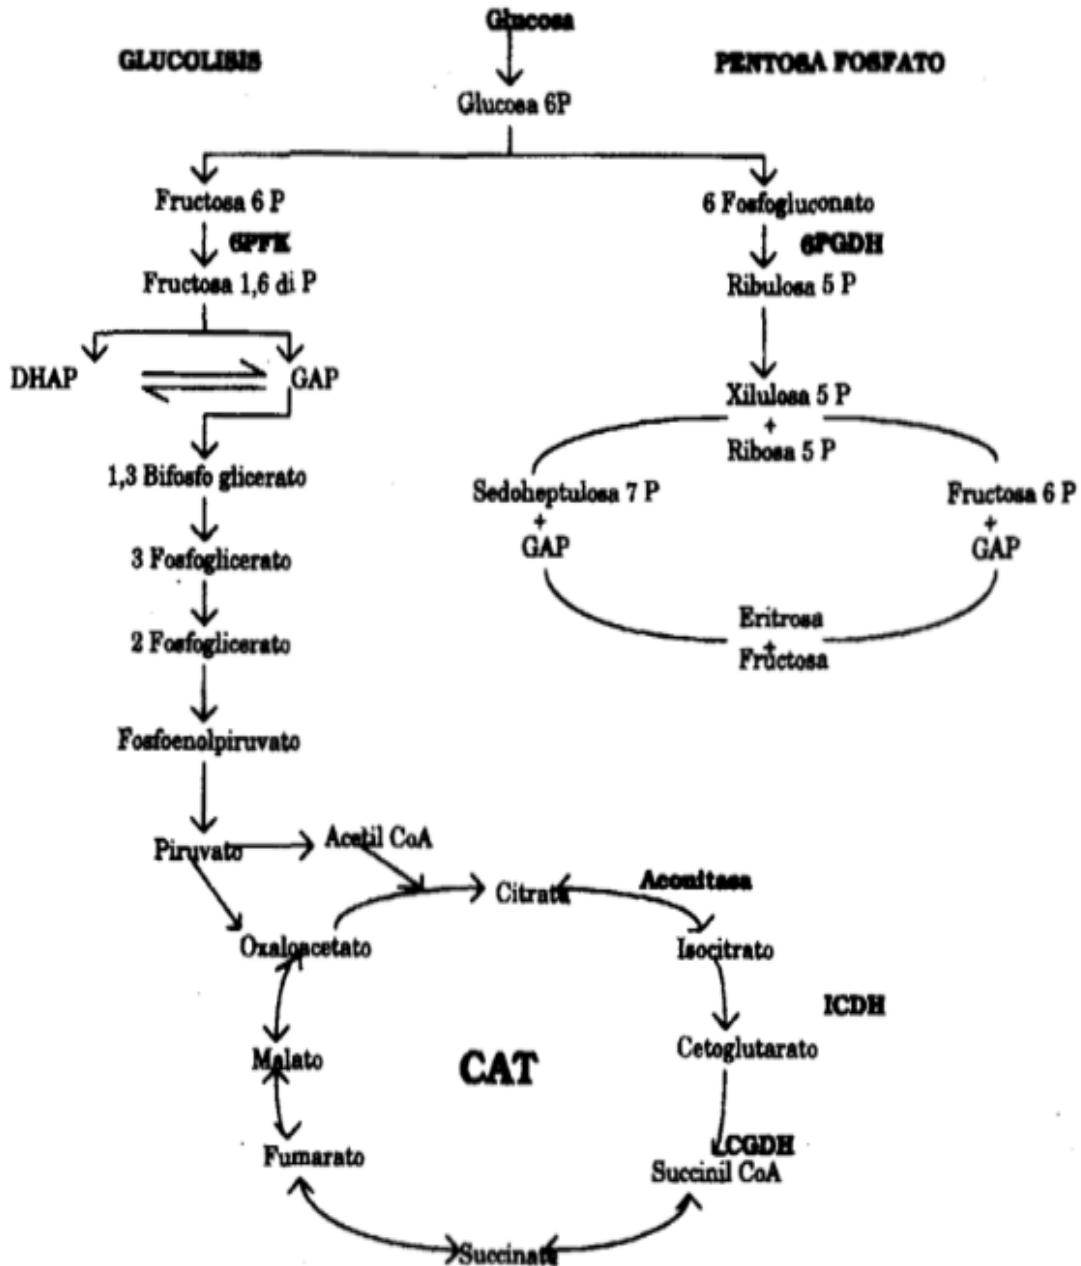 Glucosa
GLUCOLISIS
PENTOSA FOSFATO
Glucosa 6P
Fructosa 6 P
6 Fosfogluconato
6PFK
6PGDH
Fructosa 1,6 di P
Ribulosa 5 P
DHAP
GAP
Xilulosa 5 P
+
Ribosa 5 P
1,3 Bifosfo glicerato
Sedoheptulosa 7 P
+
GAP
Fructosa 6 P
+
GAP
3 Fosfoglicerato
2 Fosfoglicerato
Eritrosa
+
Fructosa
Fosfoenolpiruvato
Piruvato
Acetil CoA
Citrato
Aconitasa
Oxaloacetato
Isocitrato
ICDH
Malato
CAT
Cetoglutarato
Fumarato
CGDH
Succinil CoA
Succinato